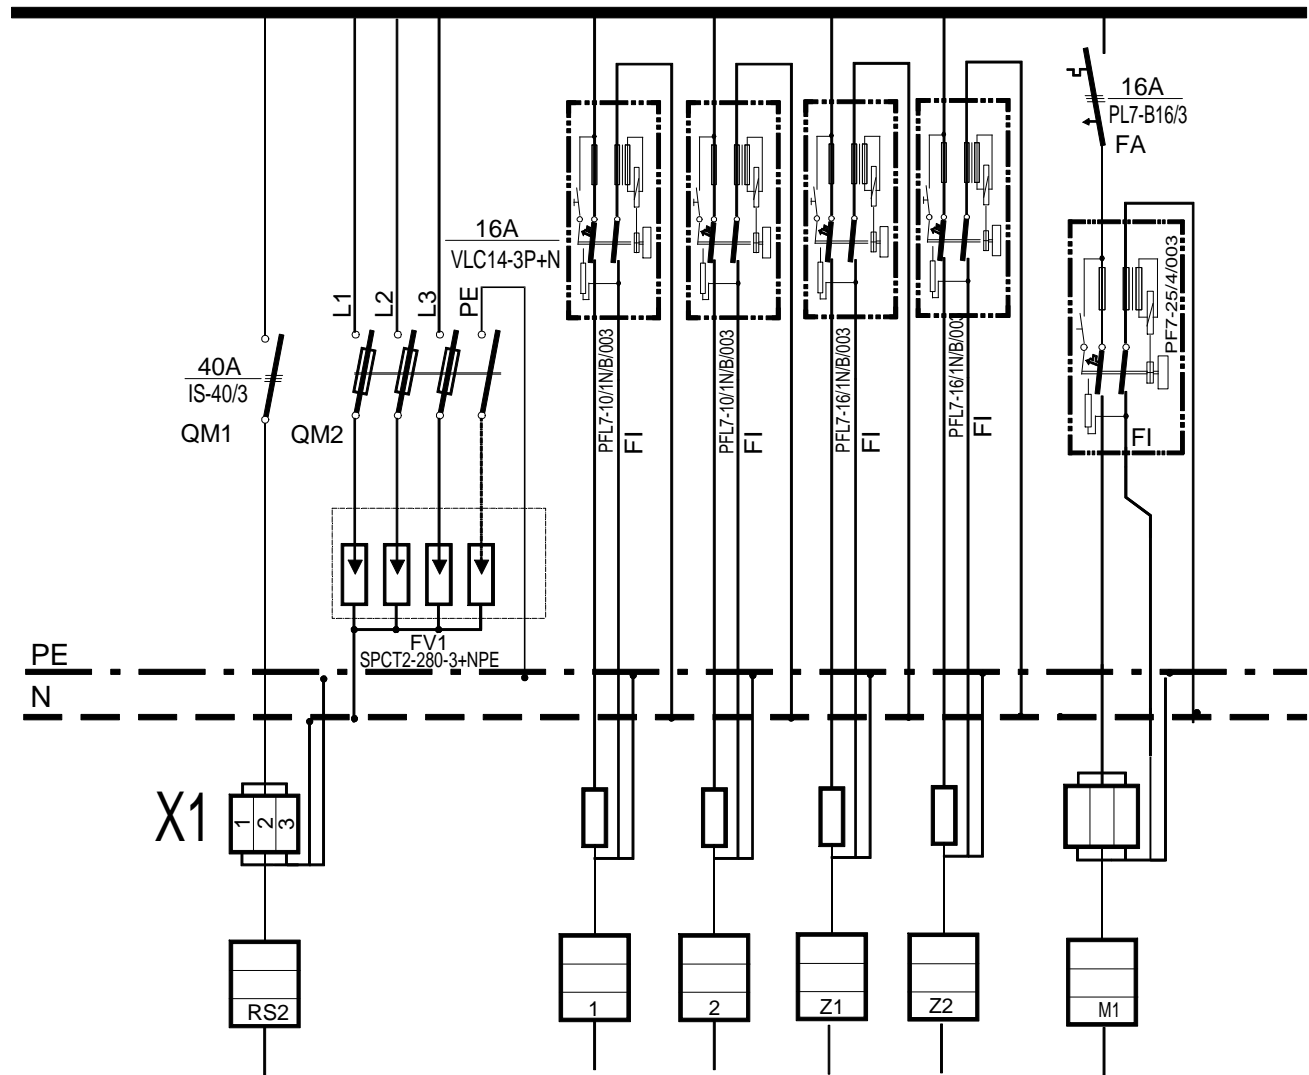 16A
PL7-B16/3
FA
16A
VLC14-3P+N
L1
L2
L3
PE
40A
IS-40/3
QM1
QM2
PFL7-10/1N/B/003
FI
PFL7-10/1N/B/003
FI
PFL7-16/1N/B/003
FI
PFL7-16/1N/B/003
FI
PF7-25/4/003
FI
FV1
SPCT2-280-3+NPE
PE
N
X1
1
2
3
RS2
1
2
Z1
Z2
M1